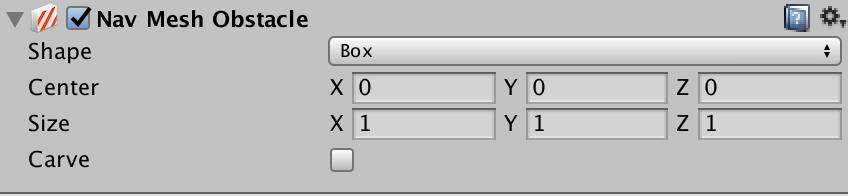 Nav Mesh Obstacle
Shape Box
Center X 0 Y 0 Z 0
Size X 1 Y 1 Z 1
Carve